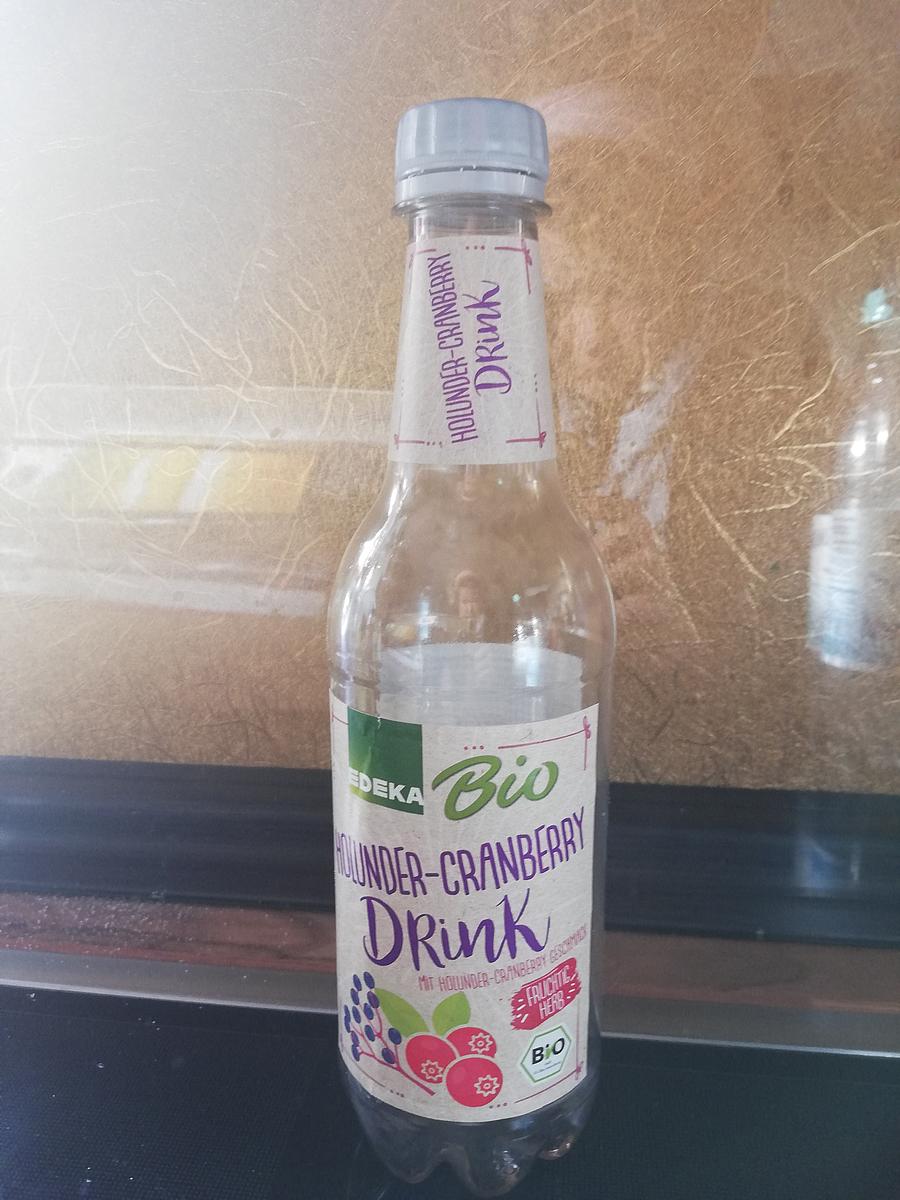 HOLUNDER-CRANBERRY
DRinK
EDEKA
Bio
HOLUNDER-CRANBERRY
DRinK
MIT HOLUNDER-CRANBERRY-GESCHMACK
FRUCHTIG
HERB
BiO